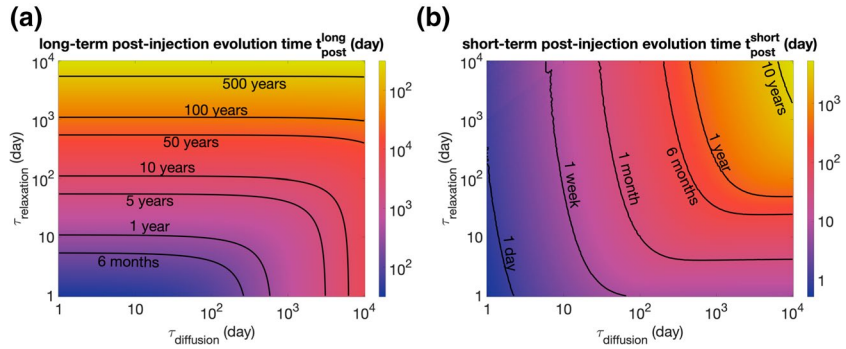 (a)
long-term post-injection evolution time t_post^long (day)
10^4
10^3
10^2
10
1
τ_relaxation (day)
500 years
100 years
50 years
10 years
5 years
1 year
6 months
1 10 10^2 10^3 10^4
τ_diffusion (day)
10^2
10^4
10^3
10^2
(b)
short-term post-injection evolution time t_post^short (day)
10^4
10^3
10^2
10
1
τ_relaxation (day)
1 day
1 week
1 month
6 months
1 year
10 years
1 10 10^2 10^3 10^4
τ_diffusion (day)
10^3
10^2
10
1